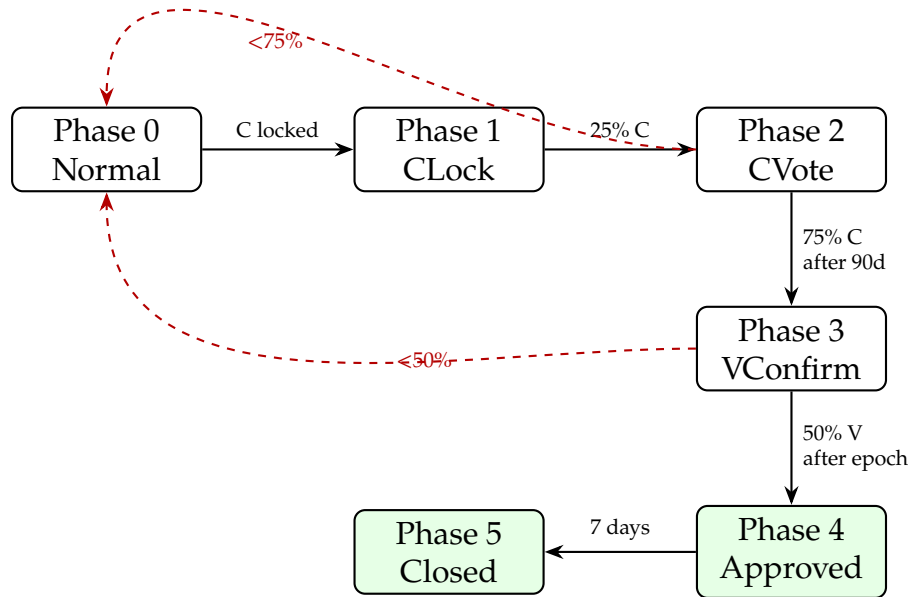 <75%
Phase 0
Normal
C locked
Phase 1
CLock
25% C
Phase 2
CVote
75% C
after 90d
Phase 3
VConfirm
<50%
50% V
after epoch
Phase 4
Approved
7 days
Phase 5
Closed